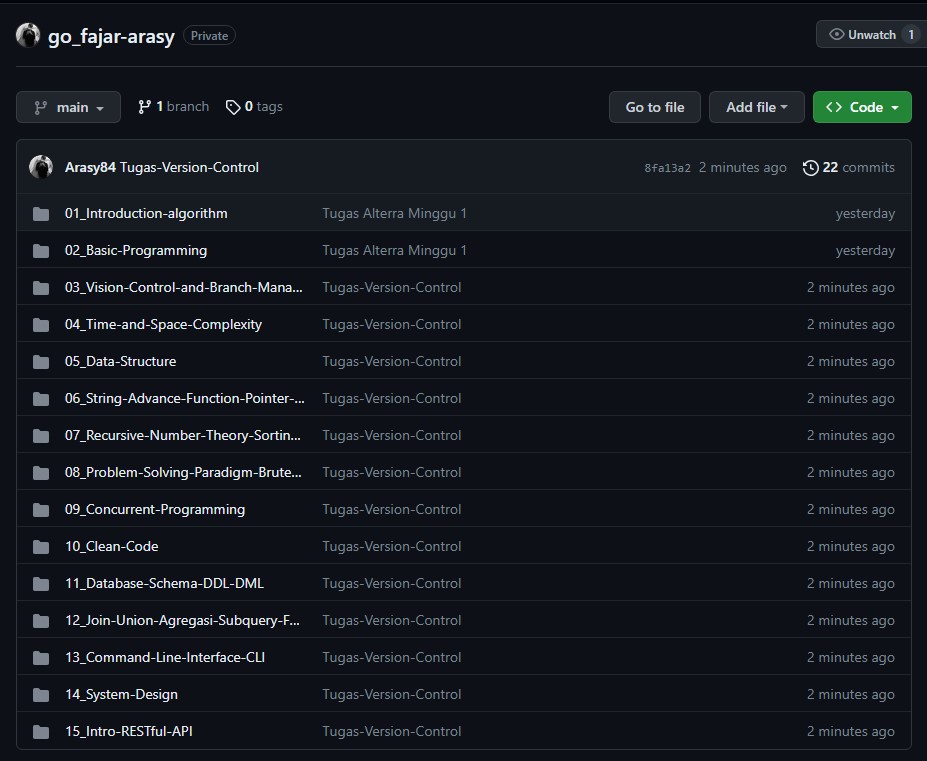 go_fajar-arasy Private Unwatch 1
main 1 branch 0 tags Go to file Add file Code
Arasy84 Tugas-Version-Control 8fa13a2 2 minutes ago 22 commits
01_Introduction-algorithm Tugas Alterra Minggu 1 yesterday
02_Basic-Programming Tugas Alterra Minggu 1 yesterday
03_Vision-Control-and-Branch-Mana... Tugas-Version-Control 2 minutes ago
04_Time-and-Space-Complexity Tugas-Version-Control 2 minutes ago
05_Data-Structure Tugas-Version-Control 2 minutes ago
06_String-Advance-Function-Pointer-... Tugas-Version-Control 2 minutes ago
07_Recursive-Number-Theory-Sortin... Tugas-Version-Control 2 minutes ago
08_Problem-Solving-Paradigm-Brute... Tugas-Version-Control 2 minutes ago
09_Concurrent-Programming Tugas-Version-Control 2 minutes ago
10_Clean-Code Tugas-Version-Control 2 minutes ago
11_Database-Schema-DDL-DML Tugas-Version-Control 2 minutes ago
12_Join-Union-Agregasi-Subquery-F... Tugas-Version-Control 2 minutes ago
13_Command-Line-Interface-CLI Tugas-Version-Control 2 minutes ago
14_System-Design Tugas-Version-Control 2 minutes ago
15_Intro-RESTful-API Tugas-Version-Control 2 minutes ago